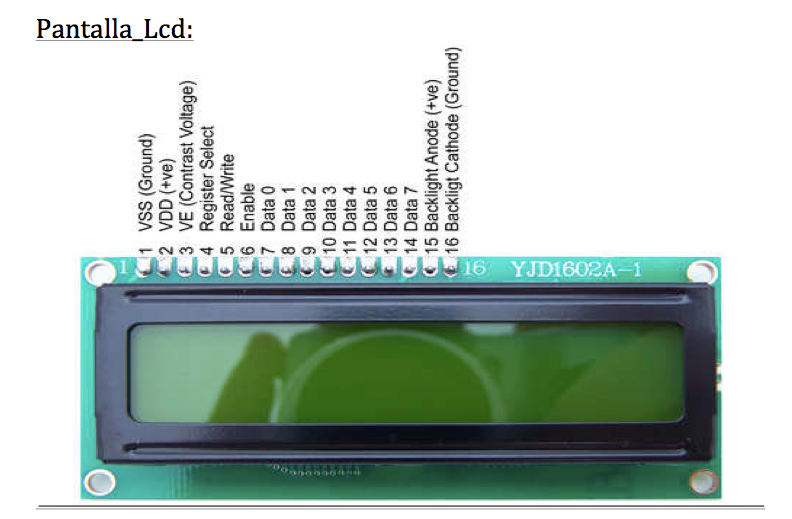 Pantalla_Lcd:
1 VSS (Ground)
2 VDD (+ve)
3 VE (Contrast Voltage)
4 Register Select
5 Read/Write
6 Enable
7 Data 0
8 Data 1
9 Data 2
10 Data 3
11 Data 4
12 Data 5
13 Data 6
14 Data 7
15 Backlight Anode (+ve)
16 Backligt Cathode (Ground)
1 16 YJD1602A-1